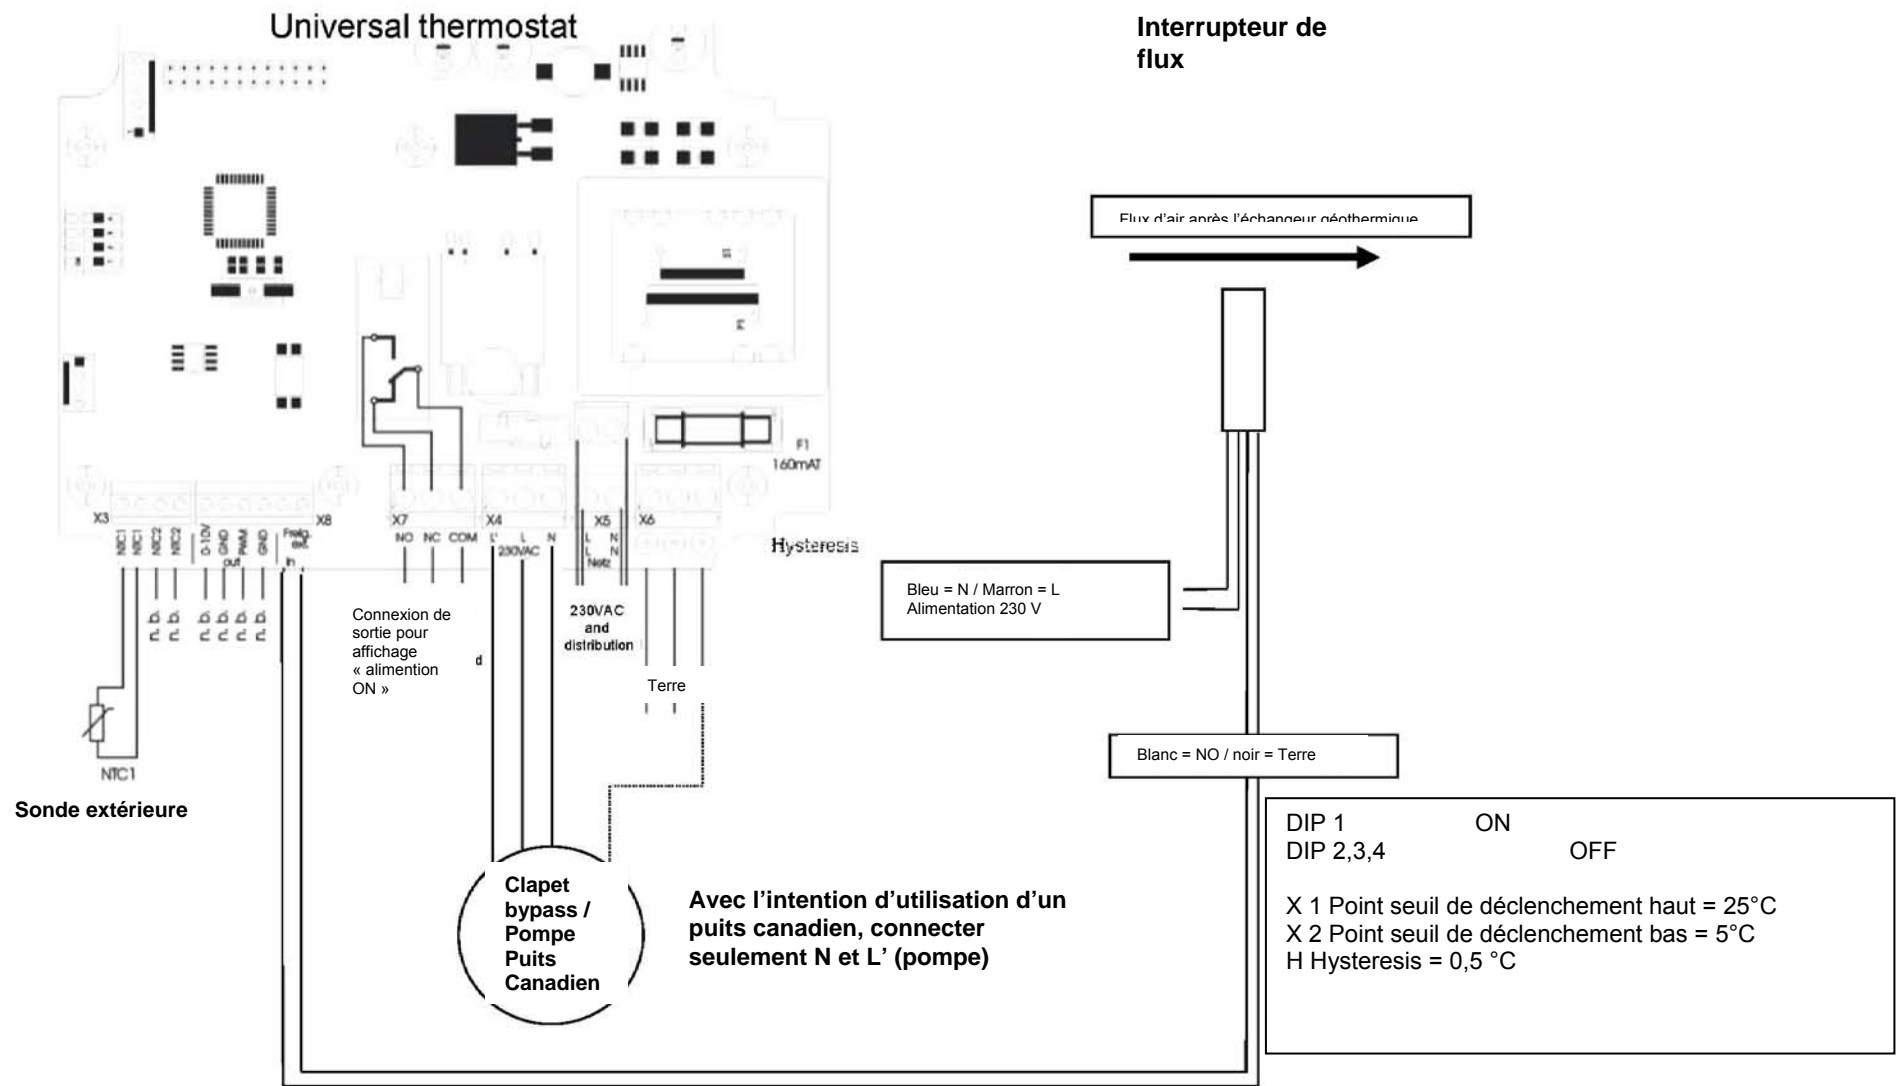 Universal thermostat
Interrupteur de
flux
Flux d'air après l'échangeur géothermique
S1
P1
F1
160mAT
X3
X8
X7
X4
X5
X6
NTC1
NTC1
NTC2
NTC2
0-10V
GND
PWM
GND
out
In
NO NC COM
L' L N
230VAC
L N
L N
Netz
Hysteresis
n. b.
n. b.
n. b.
n. b.
n. b.
n. b.
Connexion de
sortie pour
affichage
« alimention
ON »
d
230VAC
and
distribution
Terre
Bleu = N / Marron = L
Alimentation 230 V
Blanc = NO / noir = Terre
NTC1
Sonde extérieure
Clapet
bypass /
Pompe
Puits
Canadien
Avec l'intention d'utilisation d'un
puits canadien, connecter
seulement N et L' (pompe)
DIP 1 ON
DIP 2,3,4 OFF
X 1 Point seuil de déclenchement haut = 25°C
X 2 Point seuil de déclenchement bas = 5°C
H Hysteresis = 0,5 °C